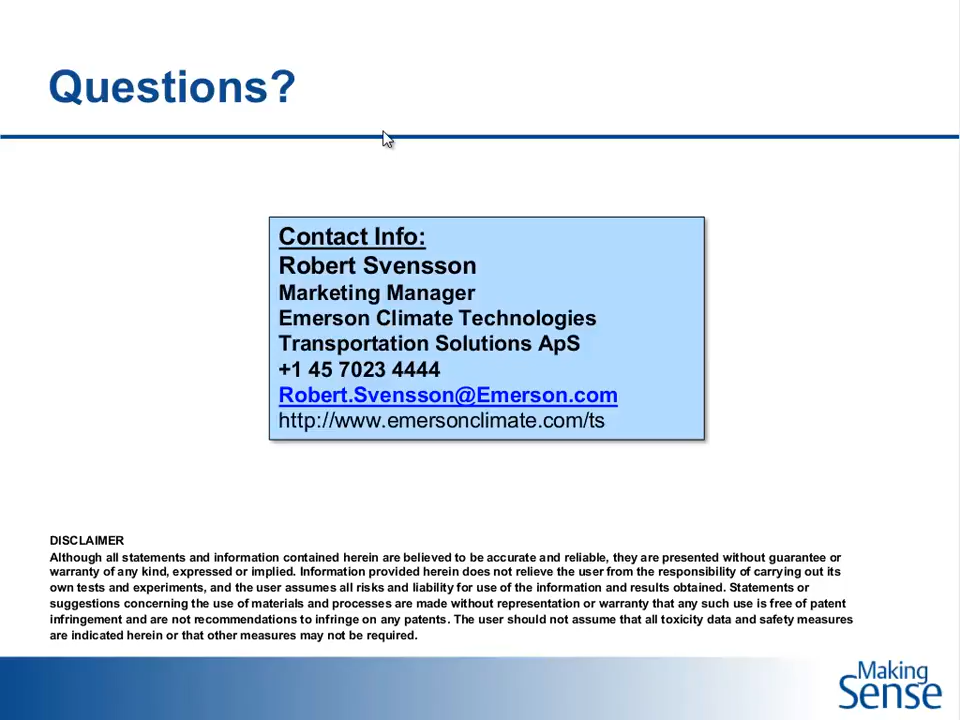 Questions?
Contact Info:
Robert Svensson
Marketing Manager
Emerson Climate Technologies
Transportation Solutions ApS
+1 45 7023 4444
Robert.Svensson@Emerson.com
http://www.emersonclimate.com/ts
DISCLAIMER
Although all statements and information contained herein are believed to be accurate and reliable, they are presented without guarantee or
warranty of any kind, expressed or implied. Information provided herein does not relieve the user from the responsibility of carrying out its
own tests and experiments, and the user assumes all risks and liability for use of the information and results obtained. Statements or
suggestions concerning the use of materials and processes are made without representation or warranty that any such use is free of patent
infringement and are not recommendations to infringe on any patents. The user should not assume that all toxicity data and safety measures
are indicated herein or that other measures may not be required.
Making
Sense